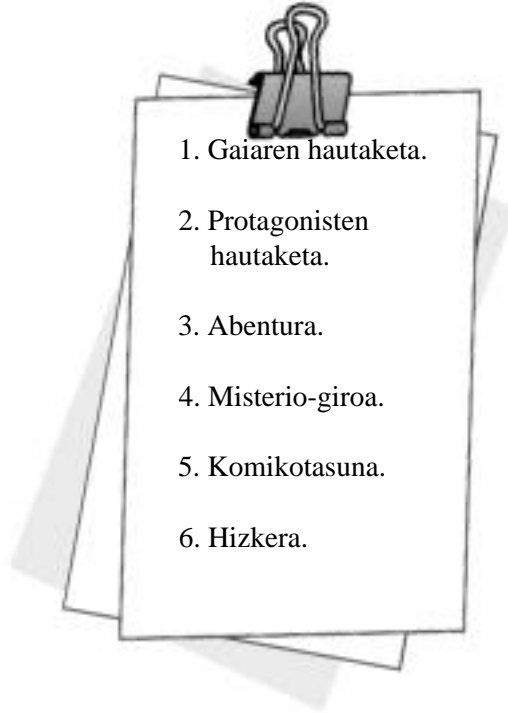 1. Gaiaren hautaketa.
2. Protagonisten
hautaketa.
3. Abentura.
4. Misterio-giroa.
5. Komikotasuna.
6. Hizkera.